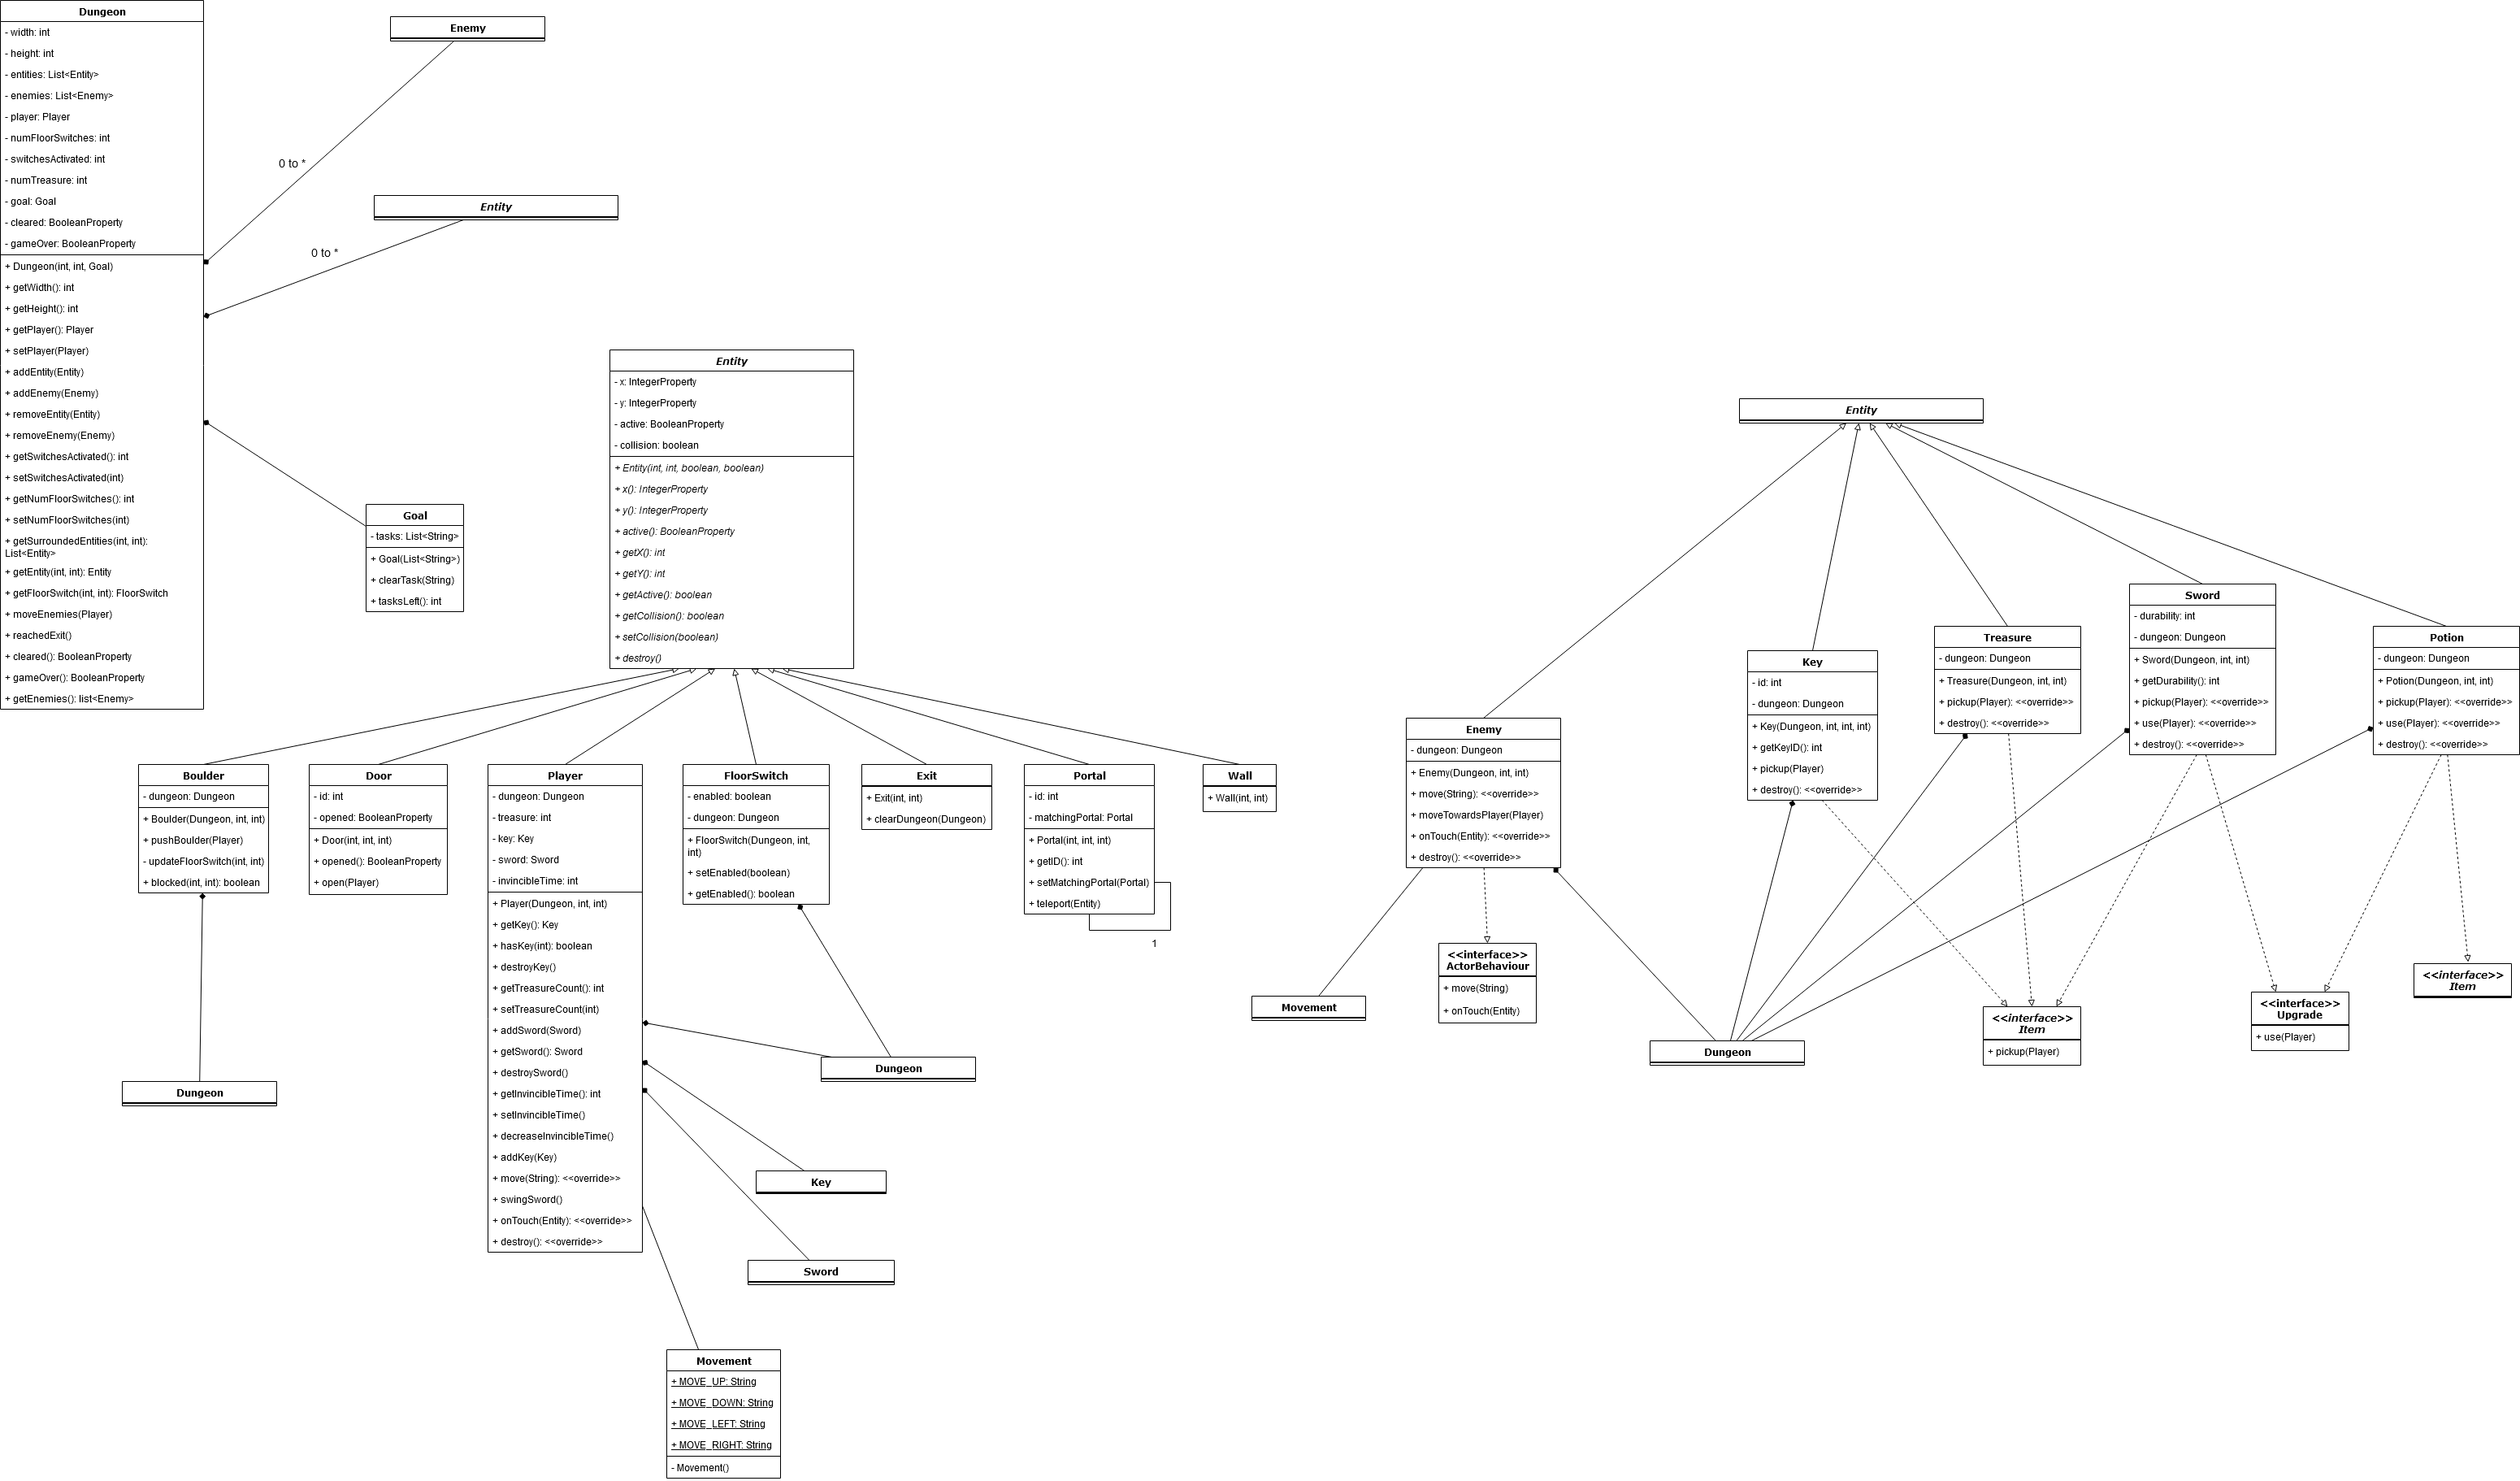 Dungeon
- width: int
- height: int
- entities: List<Entity>
- enemies: List<Enemy>
- player: Player
- numFloorSwitches: int
- switchesActivated: int
- numTreasure: int
- goal: Goal
- cleared: BooleanProperty
- gameOver: BooleanProperty
+ Dungeon(int, int, Goal)
+ getWidth(): int
+ getHeight(): int
+ getPlayer(): Player
+ setPlayer(Player)
+ addEntity(Entity)
+ addEnemy(Enemy)
+ removeEntity(Entity)
+ removeEnemy(Enemy)
+ getSwitchesActivated(): int
+ setSwitchesActivated(int)
+ getNumFloorSwitches(): int
+ setNumFloorSwitches(int)
+ getSurroundedEntities(int, int):
List<Entity>
+ getEntity(int, int): Entity
+ getFloorSwitch(int, int): FloorSwitch
+ moveEnemies(Player)
+ reachedExit()
+ cleared(): BooleanProperty
+ gameOver(): BooleanProperty
+ getEnemies(): list<Enemy>
Enemy
0 to *
Entity
0 to *
Goal
- tasks: List<String>
+ Goal(List<String>)
+ clearTask(String)
+ tasksLeft(): int
Entity
- x: IntegerProperty
- y: IntegerProperty
- active: BooleanProperty
- collision: boolean
+ Entity(int, int, boolean, boolean)
+ x(): IntegerProperty
+ y(): IntegerProperty
+ active(): BooleanProperty
+ getX(): int
+ getY(): int
+ getActive(): boolean
+ getCollision(): boolean
+ setCollision(boolean)
+ destroy()
Boulder
- dungeon: Dungeon
+ Boulder(Dungeon, int, int)
+ pushBoulder(Player)
- updateFloorSwitch(int, int)
+ blocked(int, int): boolean
Dungeon
Door
- id: int
- opened: BooleanProperty
+ Door(int, int, int)
+ opened(): BooleanProperty
+ open(Player)
Player
- dungeon: Dungeon
- treasure: int
- key: Key
- sword: Sword
- invincibleTime: int
+ Player(Dungeon, int, int)
+ getKey(): Key
+ hasKey(int): boolean
+ destroyKey()
+ getTreasureCount(): int
+ setTreasureCount(int)
+ addSword(Sword)
+ getSword(): Sword
+ destroySword()
+ getInvincibleTime(): int
+ setInvincibleTime()
+ decreaseInvincibleTime()
+ addKey(Key)
+ move(String): <<override>>
+ swingSword()
+ onTouch(Entity): <<override>>
+ destroy(): <<override>>
FloorSwitch
- enabled: boolean
- dungeon: Dungeon
+ FloorSwitch(Dungeon, int,
int)
+ setEnabled(boolean)
+ getEnabled(): boolean
Dungeon
Key
Sword
Movement
+ MOVE_UP: String
+ MOVE_DOWN: String
+ MOVE_LEFT: String
+ MOVE_RIGHT: String
- Movement()
Exit
+ Exit(int, int)
+ clearDungeon(Dungeon)
Portal
- id: int
- matchingPortal: Portal
+ Portal(int, int, int)
+ getID(): int
+ setMatchingPortal(Portal)
+ teleport(Entity)
1
Wall
+ Wall(int, int)
Entity
Enemy
- dungeon: Dungeon
+ Enemy(Dungeon, int, int)
+ move(String): <<override>>
+ moveTowardsPlayer(Player)
+ onTouch(Entity): <<override>>
+ destroy(): <<override>>
Movement
<<interface>>
ActorBehaviour
+ move(String)
+ onTouch(Entity)
Key
- id: int
- dungeon: Dungeon
+ Key(Dungeon, int, int, int)
+ getKeyID(): int
+ pickup(Player)
+ destroy(): <<override>>
Dungeon
Treasure
- dungeon: Dungeon
+ Treasure(Dungeon, int, int)
+ pickup(Player): <<override>>
+ destroy(): <<override>>
<<interface>>
Item
+ pickup(Player)
Sword
- durability: int
- dungeon: Dungeon
+ Sword(Dungeon, int, int)
+ getDurability(): int
+ pickup(Player): <<override>>
+ use(Player): <<override>>
+ destroy(): <<override>>
<<interface>>
Upgrade
+ use(Player)
Potion
- dungeon: Dungeon
+ Potion(Dungeon, int, int)
+ pickup(Player): <<override>>
+ use(Player): <<override>>
+ destroy(): <<override>>
<<interface>>
Item